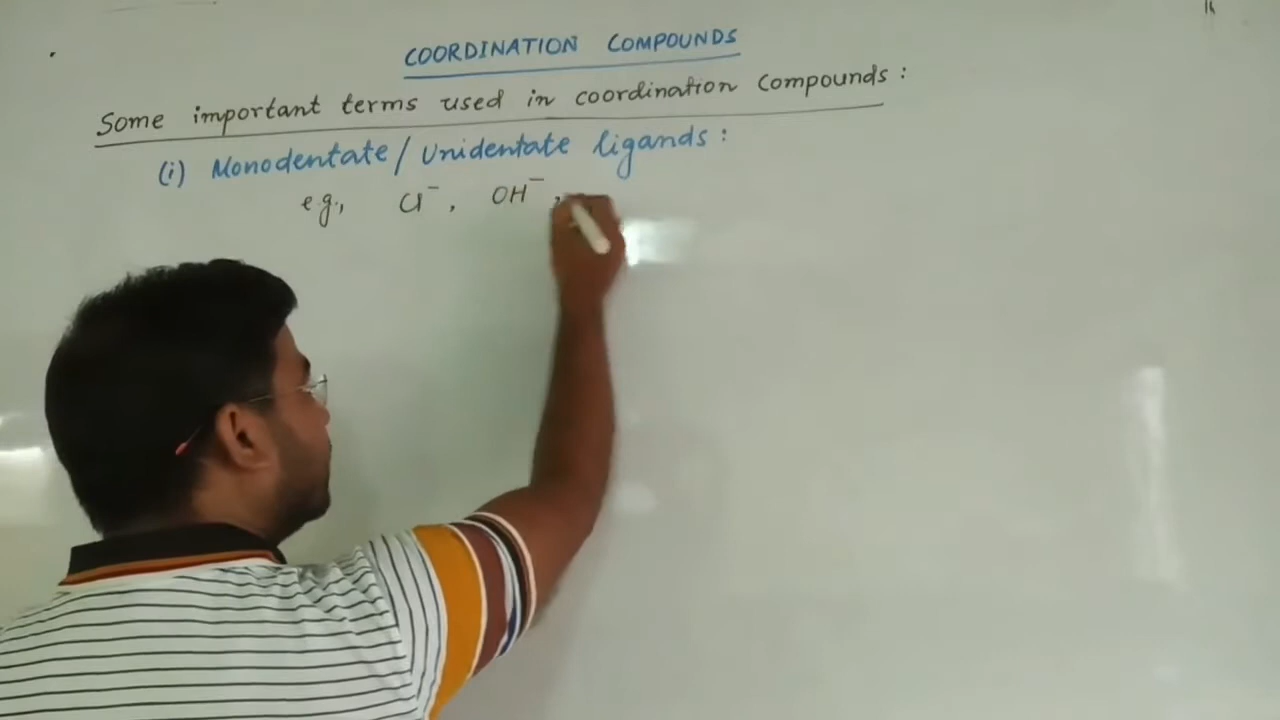 COORDINATION COMPOUNDS
Some important terms used in coordination compounds :
(i) Monodentate / Unidentate ligands :
e.g., Cl⁻, OH⁻,